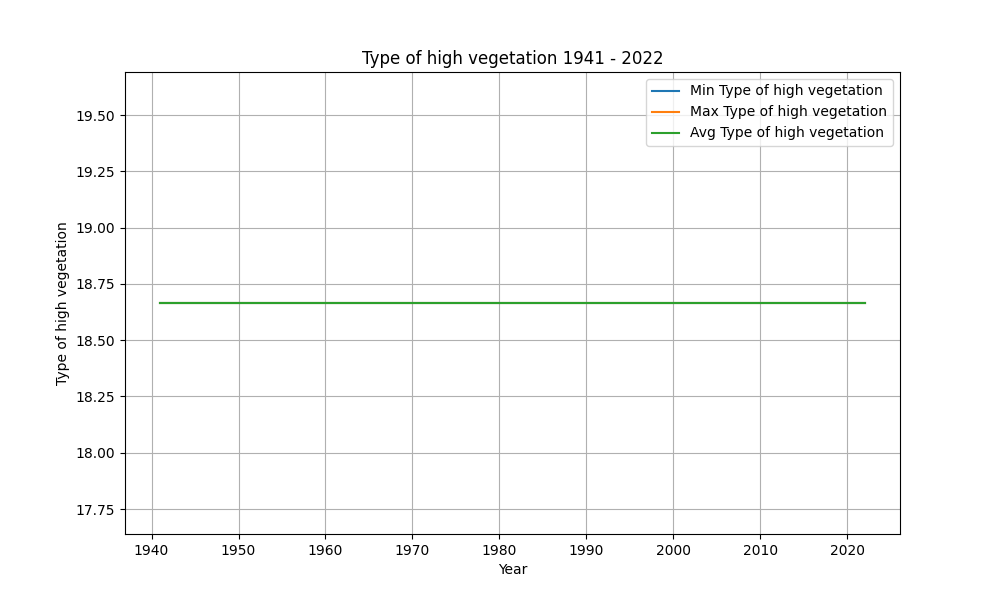 Type of high vegetation 1941 - 2022
Min Type of high vegetation
Max Type of high vegetation
Avg Type of high vegetation
Type of high vegetation
19.50
19.25
19.00
18.75
18.50
18.25
18.00
17.75
1940 1950 1960 1970 1980 1990 2000 2010 2020
Year